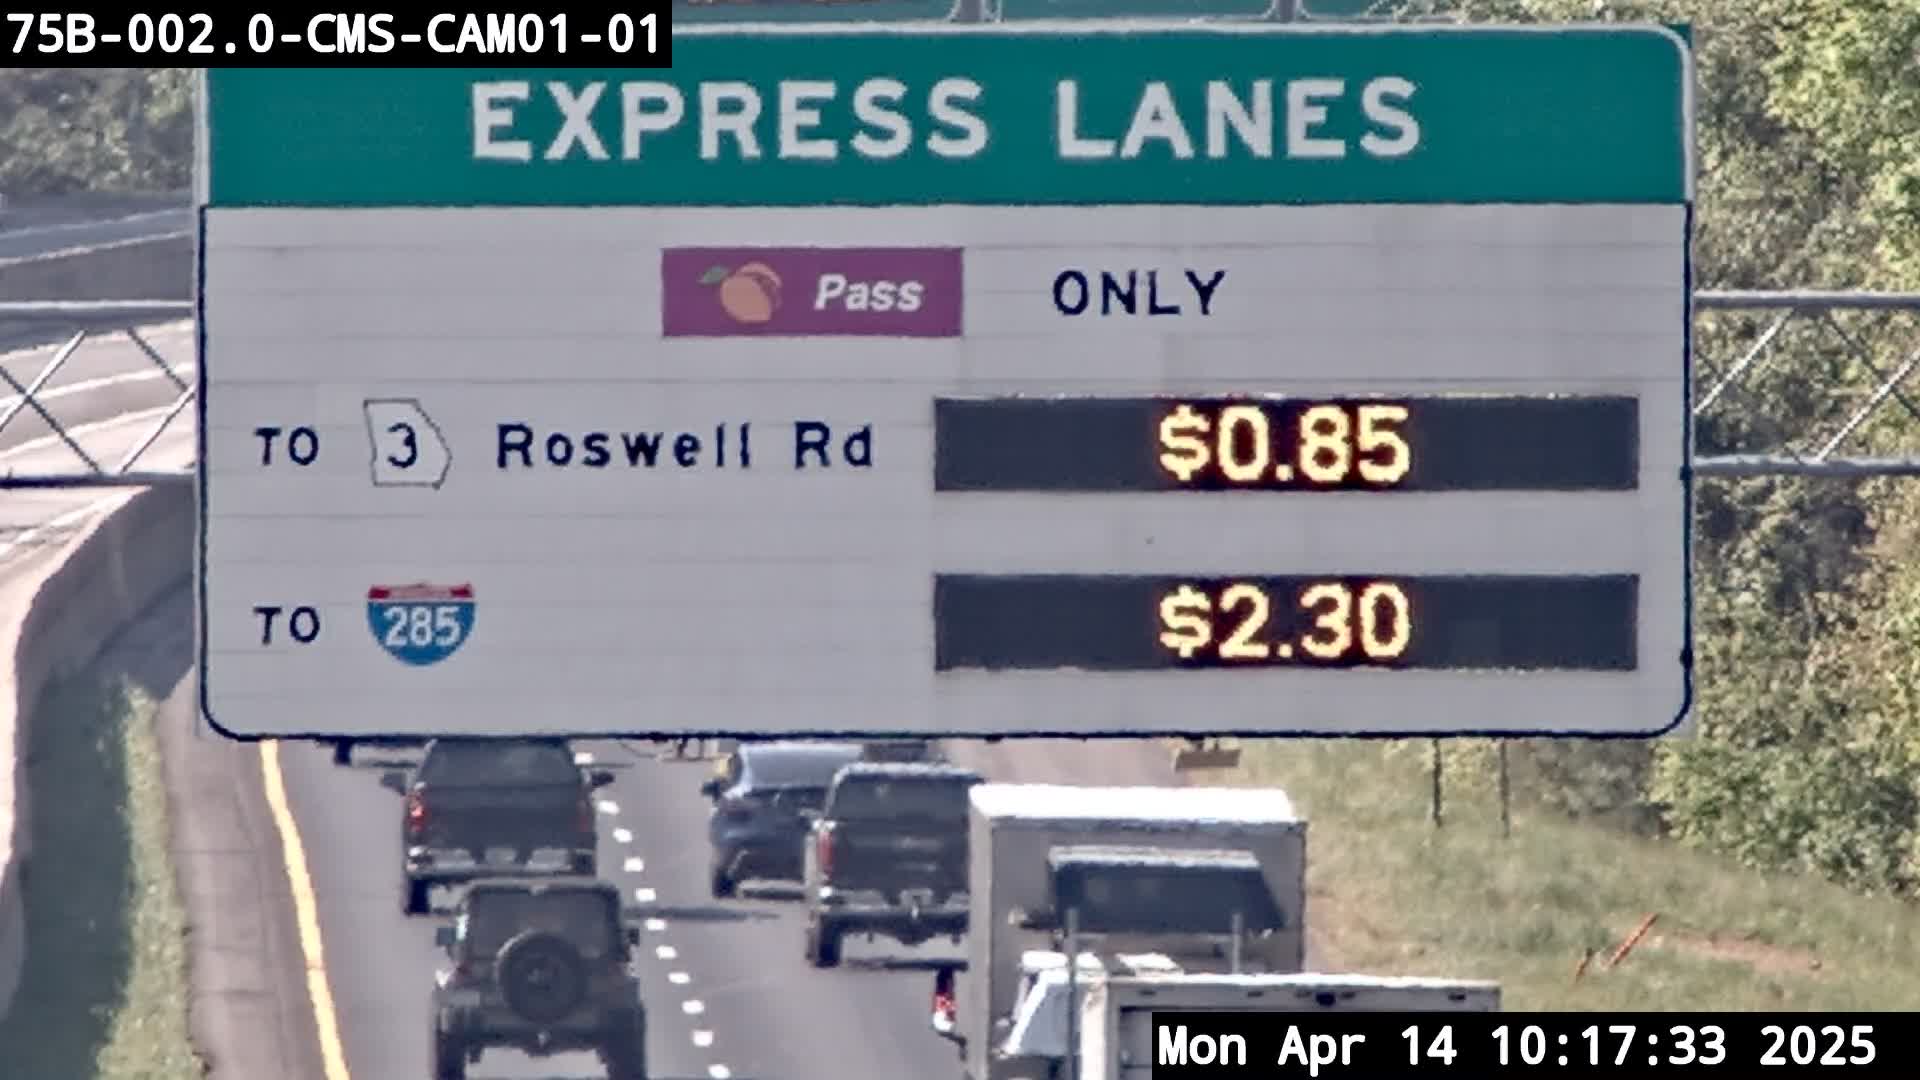 75B-002.0-CMS-CAM01-01
EXPRESS LANES
Pass ONLY
TO 3 Roswell Rd $0.85
TO 285 $2.30
Mon Apr 14 10:17:33 2025